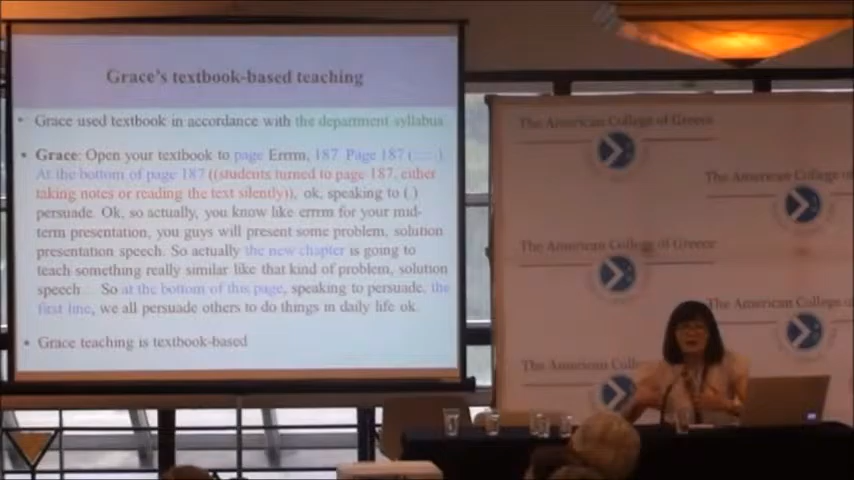 Grace's textbook-based teaching
• Grace used textbook in accordance with the department syllabus
• Grace: Open your textbook to page Errrm, 187 Page 187 (......).
At the bottom of page 187 ((students turned to page 187, either
taking notes or reading the text silently)), ok, speaking to (.)
persuade. Ok, so actually, you know like errrm for your mid-
term presentation, you guys will present some problem, solution
presentation speech. So actually the new chapter is going to
teach something really similar like that kind of problem, solution
speech... So at the bottom of this page, speaking to persuade, the
first line, we all persuade others to do things in daily life ok.
• Grace teaching is textbook-based
The American College of Greece
The American College of
The American College of Greece
The American College of
The American Colle